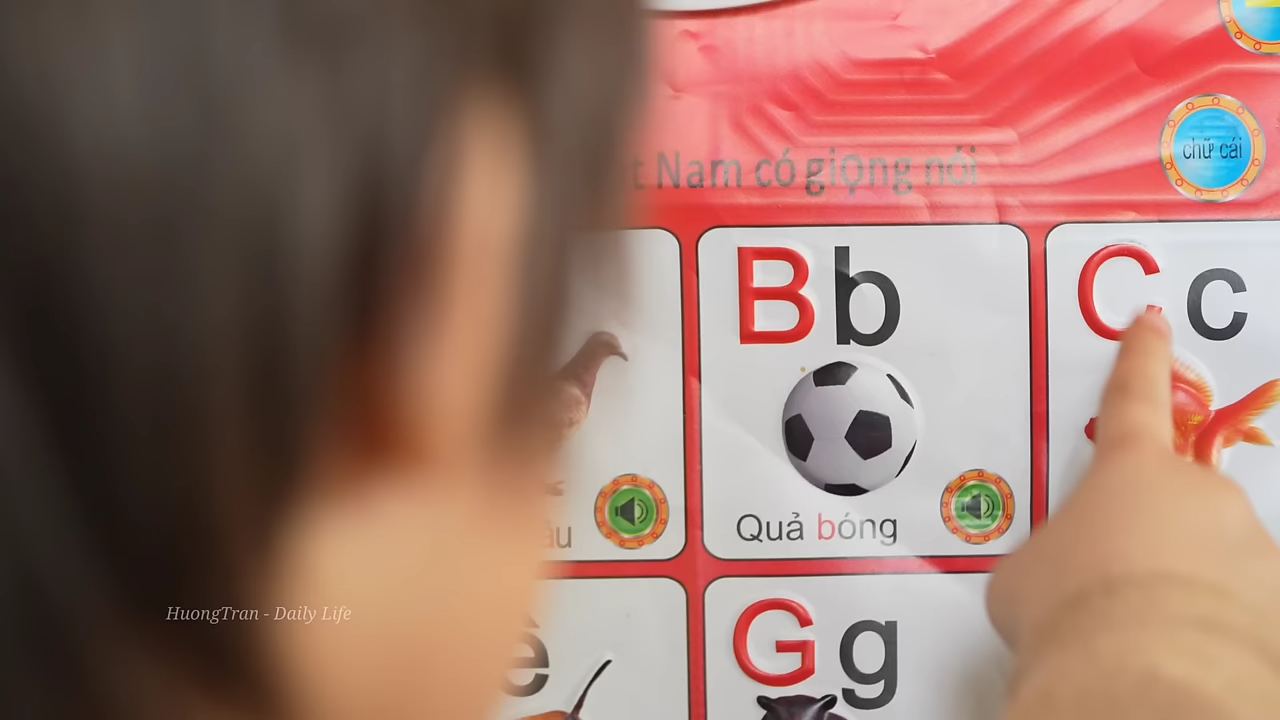 Nam có giọng nói
chữ cái
Bb
Cc
Quả bóng
Gg
HuongTran - Daily Life